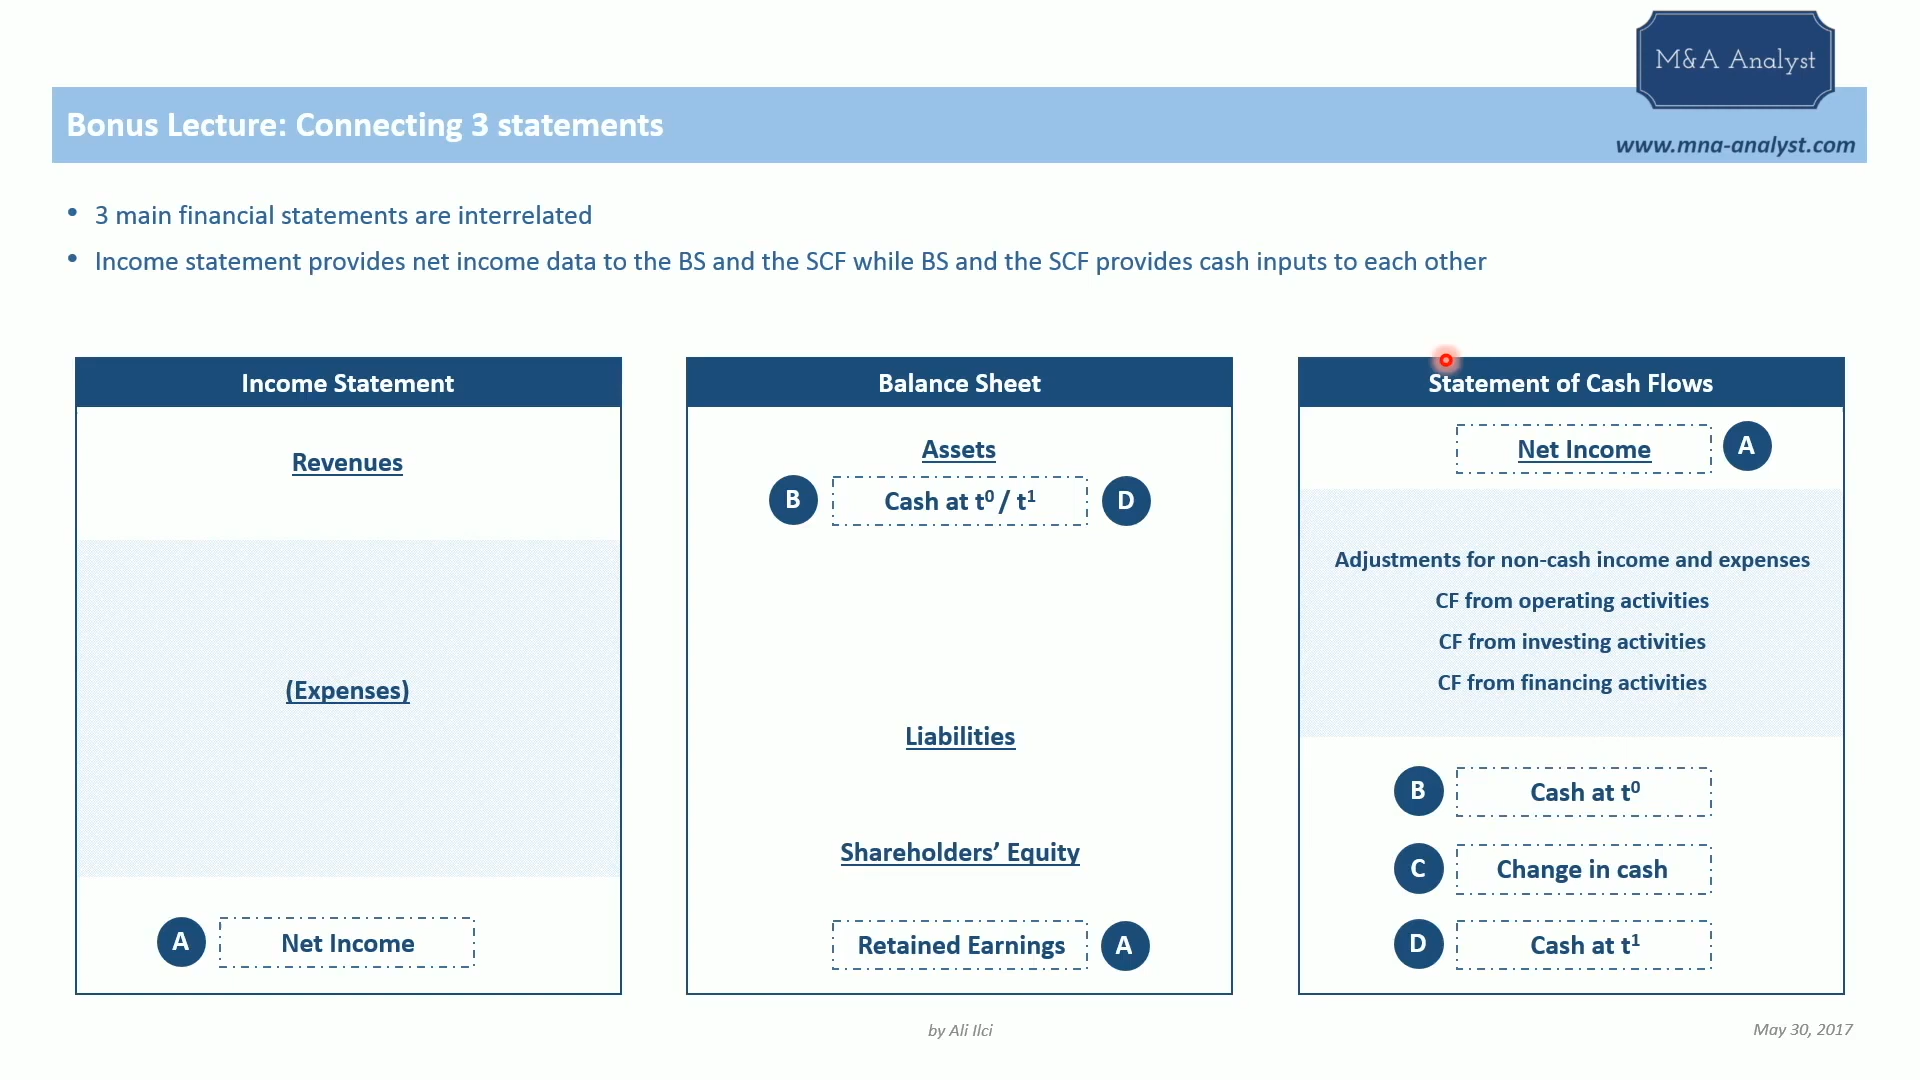 M&A Analyst
Bonus Lecture: Connecting 3 statements
www.mna-analyst.com
• 3 main financial statements are interrelated
• Income statement provides net income data to the BS and the SCF while BS and the SCF provides cash inputs to each other
Income Statement
Revenues
(Expenses)
A Net Income
Balance Sheet
Assets
B Cash at t⁰ / t¹ D
Liabilities
Shareholders’ Equity
Retained Earnings A
Statement of Cash Flows
Net Income A
Adjustments for non-cash income and expenses
CF from operating activities
CF from investing activities
CF from financing activities
B Cash at t⁰
C Change in cash
D Cash at t¹
by Ali Ilci
May 30, 2017